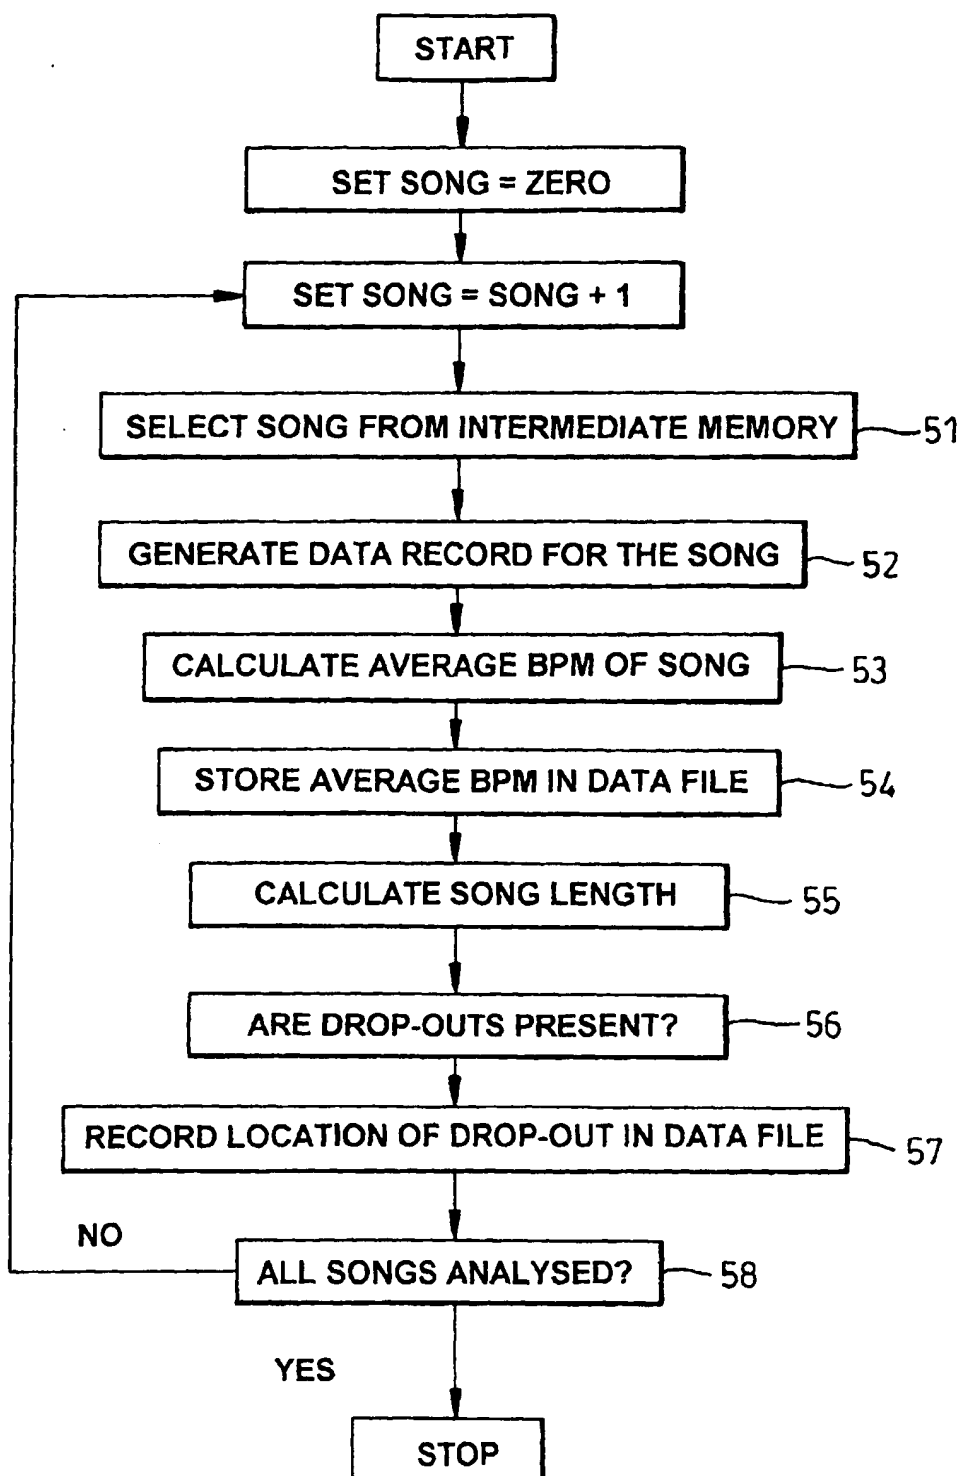 START
SET SONG = ZERO
SET SONG = SONG + 1
SELECT SONG FROM INTERMEDIATE MEMORY 51
GENERATE DATA RECORD FOR THE SONG 52
CALCULATE AVERAGE BPM OF SONG 53
STORE AVERAGE BPM IN DATA FILE 54
CALCULATE SONG LENGTH 55
ARE DROP-OUTS PRESENT? 56
RECORD LOCATION OF DROP-OUT IN DATA FILE 57
NO
ALL SONGS ANALYSED? 58
YES
STOP